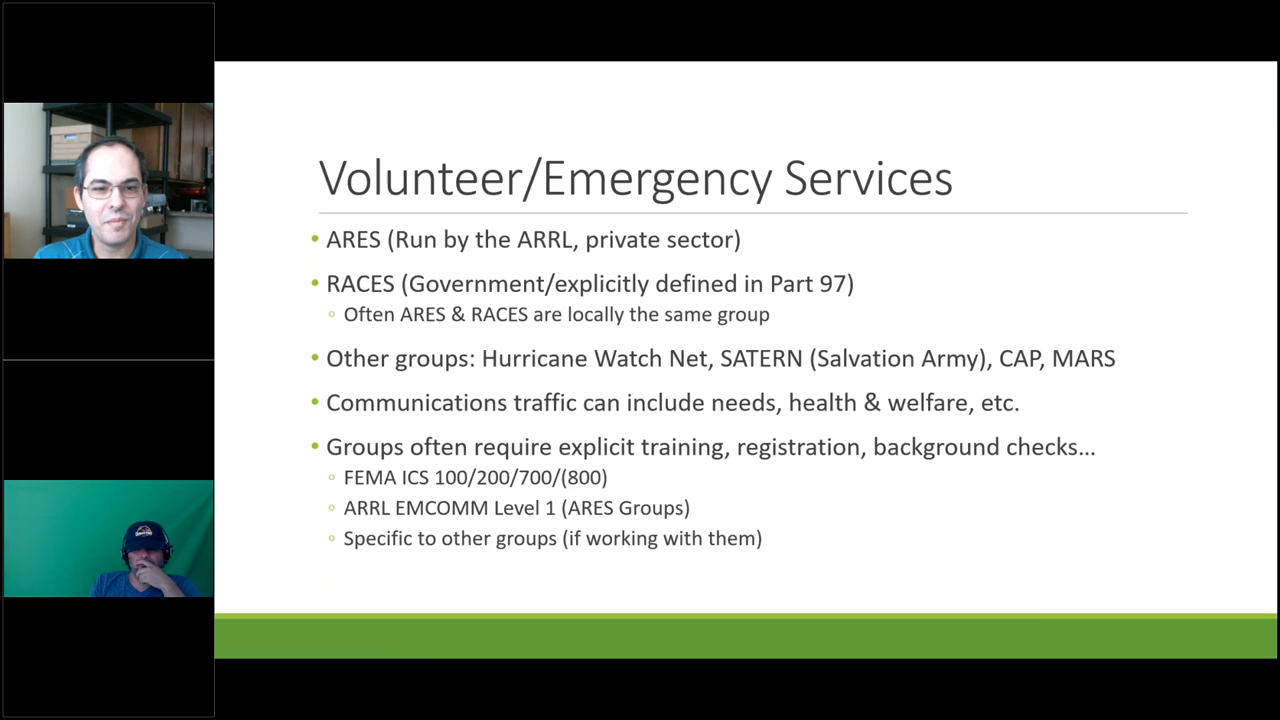 Volunteer/Emergency Services
• ARES (Run by the ARRL, private sector)
• RACES (Government/explicitly defined in Part 97)
◦ Often ARES & RACES are locally the same group
• Other groups: Hurricane Watch Net, SATERN (Salvation Army), CAP, MARS
• Communications traffic can include needs, health & welfare, etc.
• Groups often require explicit training, registration, background checks…
◦ FEMA ICS 100/200/700/(800)
◦ ARRL EMCOMM Level 1 (ARES Groups)
◦ Specific to other groups (if working with them)